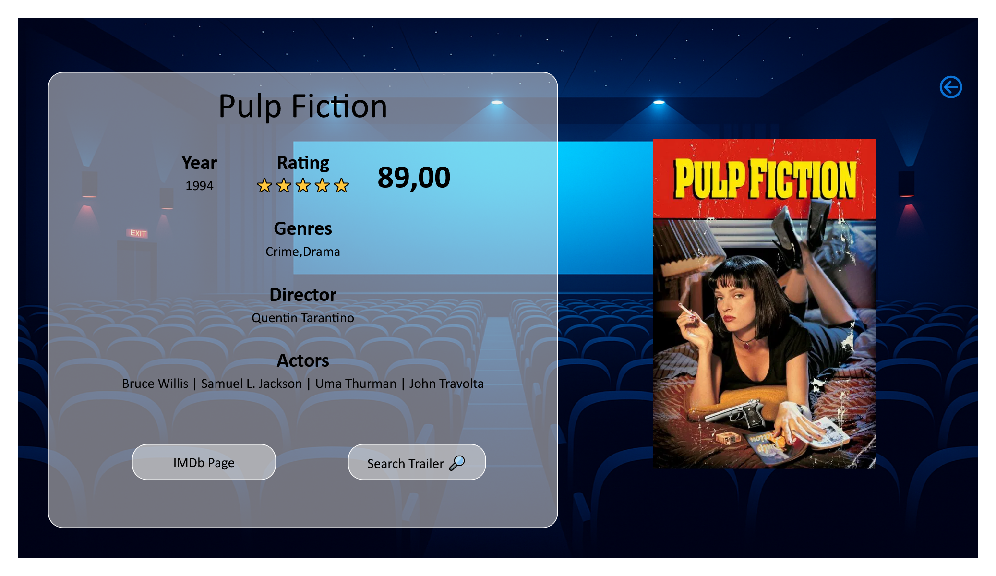 Pulp Fiction
Year
Rating
1994
89,00
Genres
Crime,Drama
Director
Quentin Tarantino
Actors
Bruce Willis | Samuel L. Jackson | Uma Thurman | John Travolta
IMDb Page
Search Trailer
EXIT
PULP FICTION